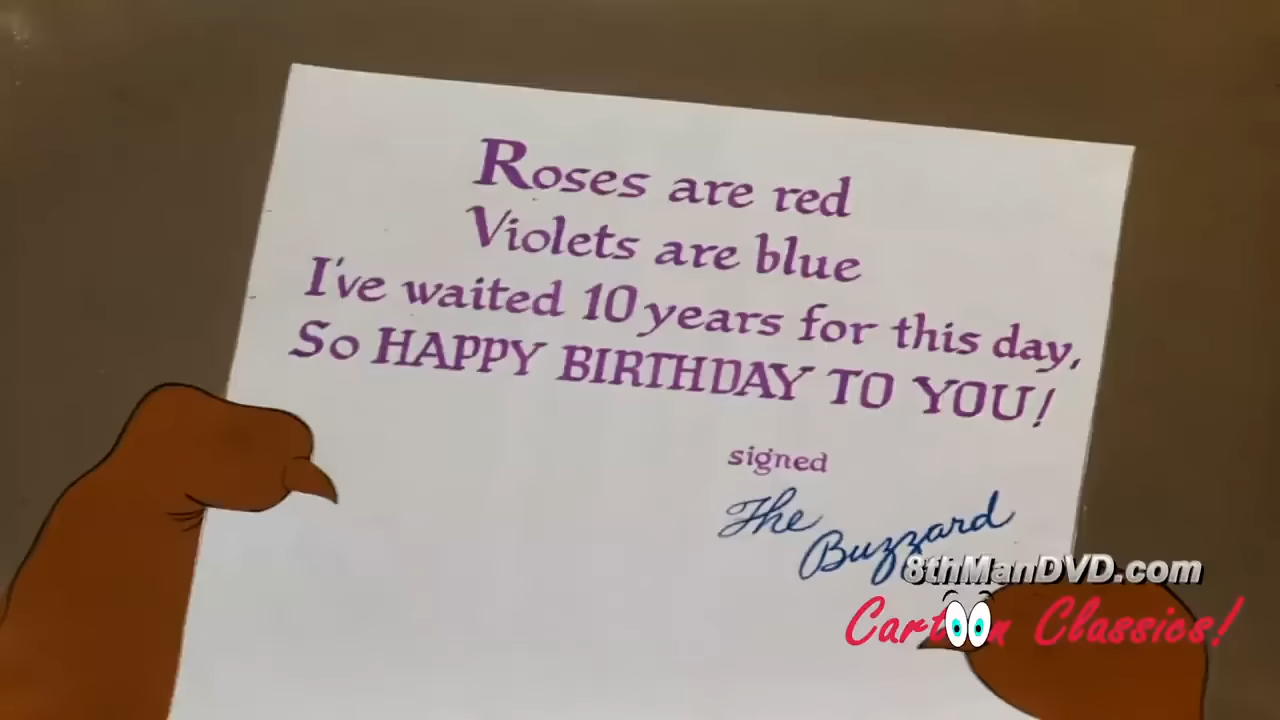 Roses are red
Violets are blue
I've waited 10 years for this day,
So HAPPY BIRTHDAY TO YOU!
signed
The
Buzzard
8thManDVD.com
Cartoon Classics!